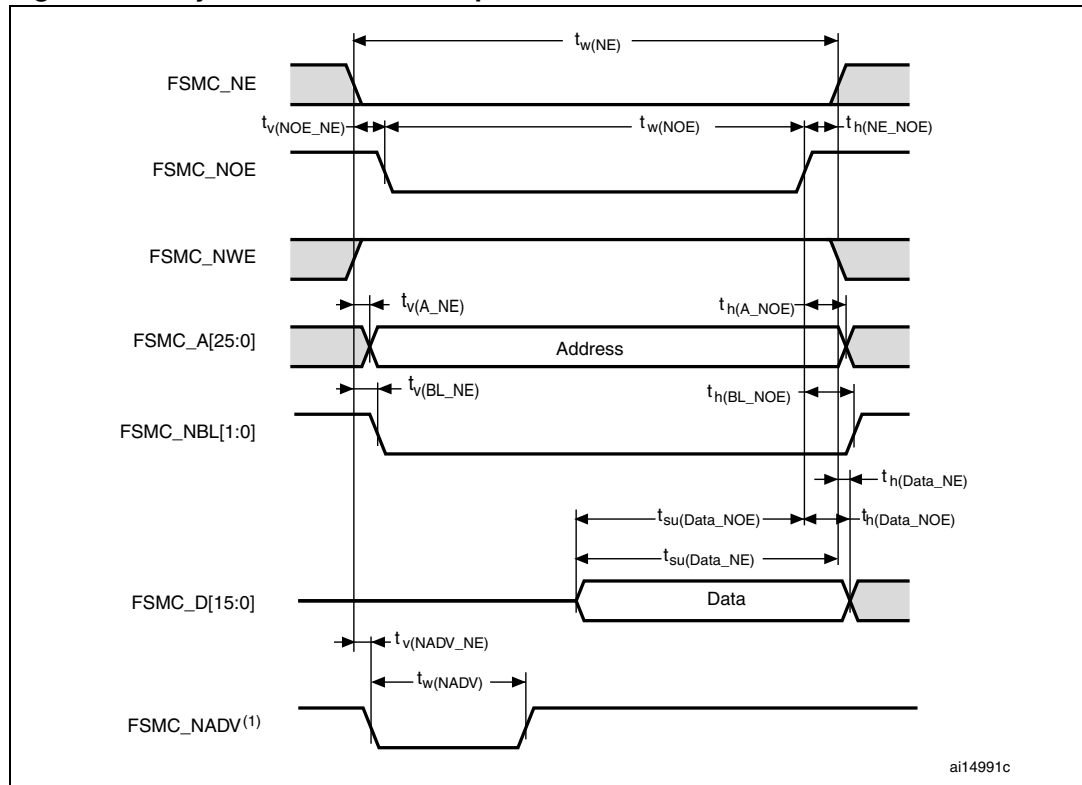 tw(NE)
FSMC_NE
tv(NOE_NE)
tw(NOE)
th(NE_NOE)
FSMC_NOE
FSMC_NWE
tv(A_NE)
th(A_NOE)
FSMC_A[25:0]
Address
tv(BL_NE)
th(BL_NOE)
FSMC_NBL[1:0]
th(Data_NE)
tsu(Data_NOE)
th(Data_NOE)
tsu(Data_NE)
FSMC_D[15:0]
Data
tv(NADV_NE)
tw(NADV)
FSMC_NADV(1)
ai14991c